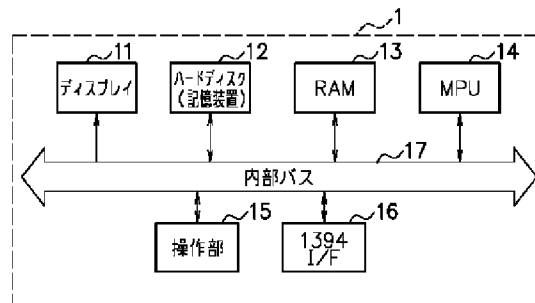 1
11
12
13
14
ディスプレイ
ハードディスク
(記憶装置)
RAM
MPU
17
内部バス
15
16
操作部
1394
I/F